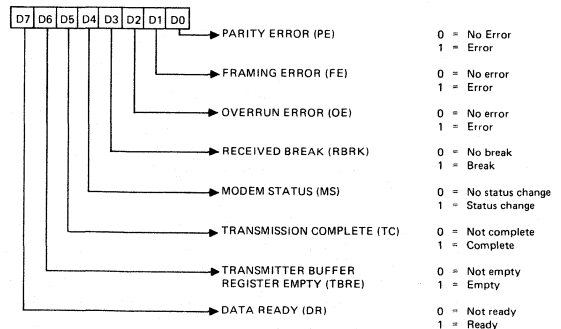 D7 D6 D5 D4 D3 D2 D1 D0
PARITY ERROR (PE) 0 = No Error
1 = Error
FRAMING ERROR (FE) 0 = No error
1 = Error
OVERRUN ERROR (OE) 0 = No error
1 = Error
RECEIVED BREAK (RBRK) 0 = No break
1 = Break
MODEM STATUS (MS) 0 = No status change
1 = Status change
TRANSMISSION COMPLETE (TC) 0 = Not complete
1 = Complete
TRANSMITTER BUFFER 0 = Not empty
REGISTER EMPTY (TBRE) 1 = Empty
DATA READY (DR) 0 = Not ready
1 = Ready